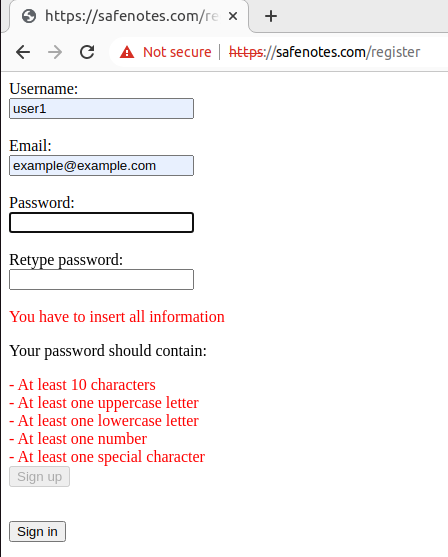 https://safenotes.com/re
Not secure | https://safenotes.com/register
Username:
user1
Email:
example@example.com
Password:
Retype password:
You have to insert all information
Your password should contain:
- At least 10 characters
- At least one uppercase letter
- At least one lowercase letter
- At least one number
- At least one special character
Sign up
Sign in